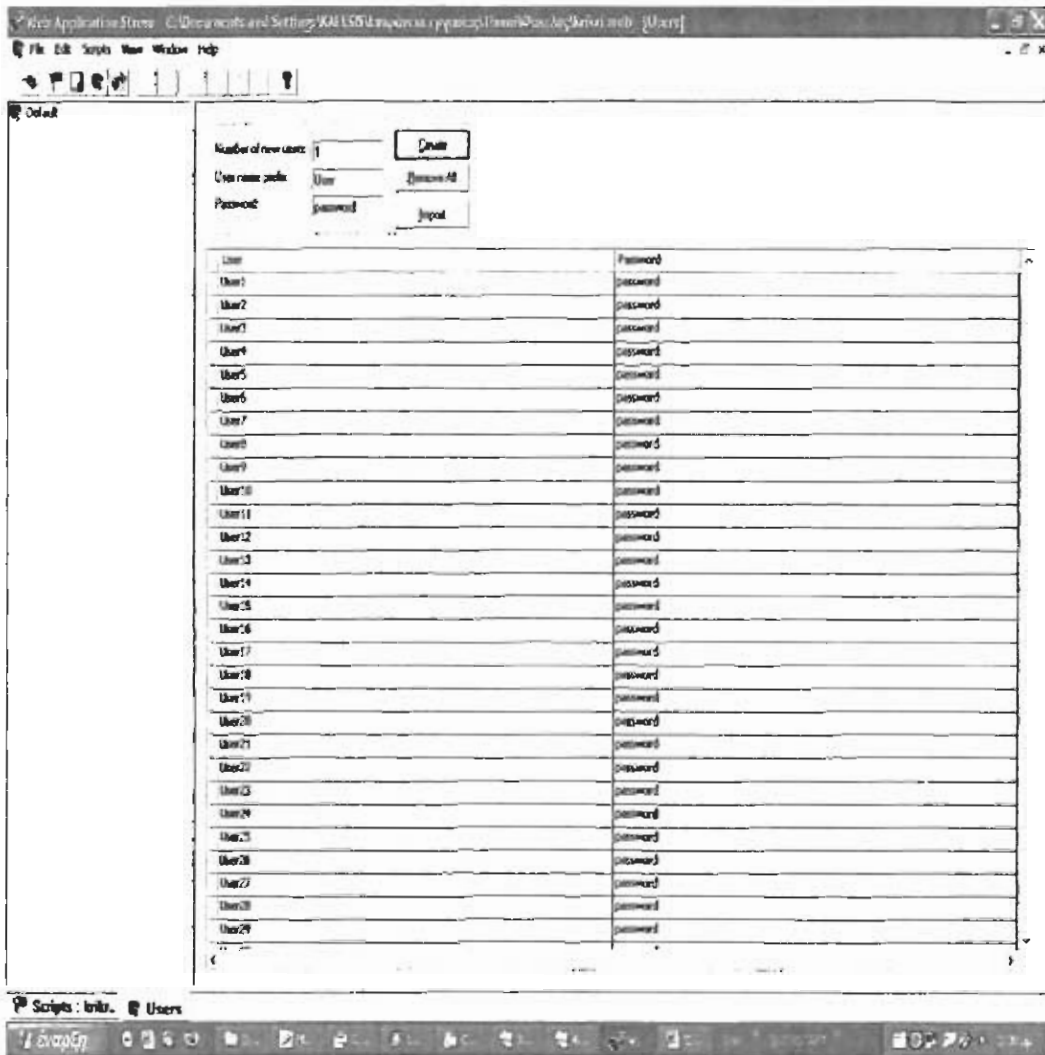 Web Application Stress - C:\Documents and Settings\ [Users]
File Edit Scripts View Window Help
Default
Number of new users: 1
Create
User name prefix: User
Remove All
Password: password
Import
User Password
User1 password
User2 password
User3 password
User4 password
User5 password
User6 password
User7 password
User8 password
User9 password
User10 password
User11 password
User12 password
User13 password
User14 password
User15 password
User16 password
User17 password
User18 password
User19 password
User20 password
User21 password
User22 password
User23 password
User24 password
User25 password
User26 password
User27 password
User28 password
User29 password
Scripts : Users
έναρξη